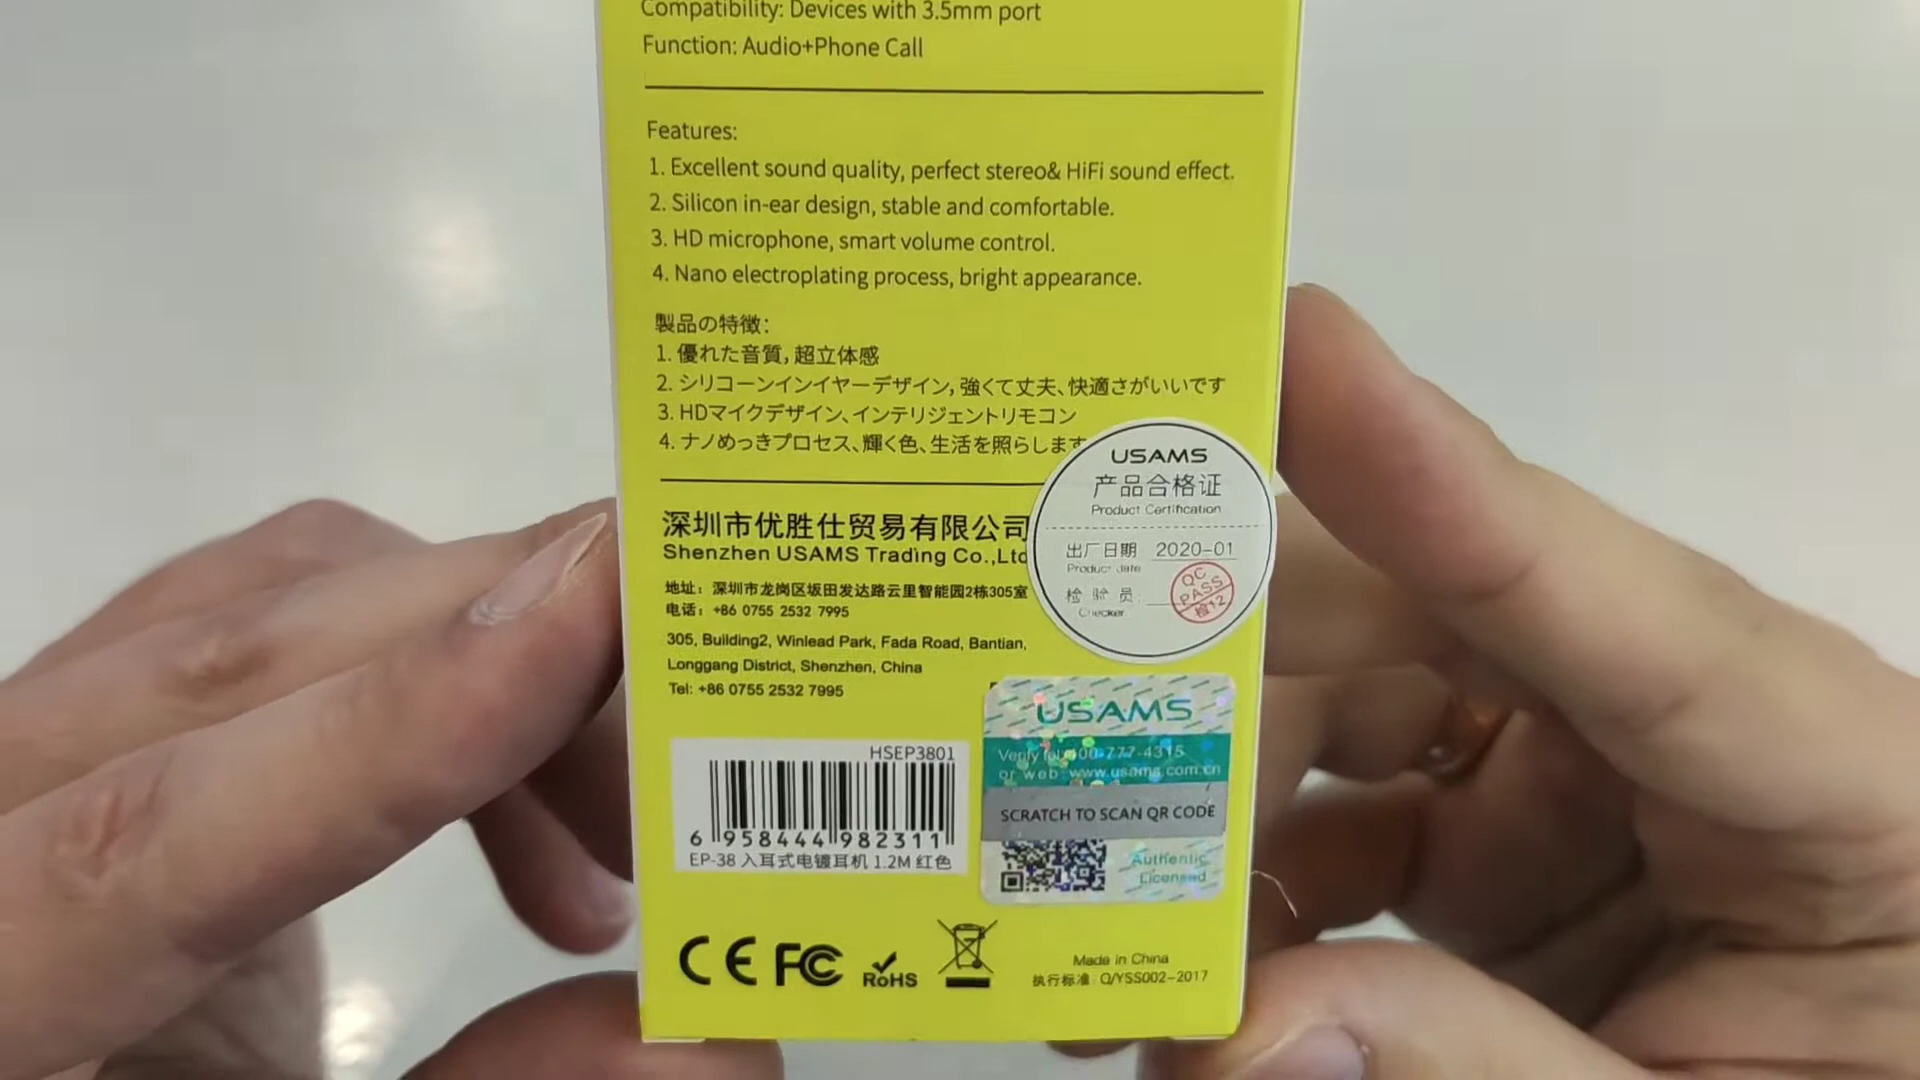 Compatibility: Devices with 3.5mm port
Function: Audio+Phone Call
Features:
1. Excellent sound quality, perfect stereo& HiFi sound effect.
2. Silicon in-ear design, stable and comfortable.
3. HD microphone, smart volume control.
4. Nano electroplating process, bright appearance.
製品の特徴:
1. 優れた音質,超立体感
2. シリコーンインイヤーデザイン,強くて丈夫、快適さがいいです
3. HDマイクデザイン、インテリジェントリモコン
4. ナノめっきプロセス、輝く色、生活を照らします
USAMS
产品合格证
Product Certification
出厂日期 2020-01
Product date
检 验 员:
Checker
QC
PASS
检12
深圳市优胜仕贸易有限公司
Shenzhen USAMS Trading Co.,Ltd
地址：深圳市龙岗区坂田发达路云里智能园2栋305室
电话：+86 0755 2532 7995
305, Building2, Winlead Park, Fada Road, Bantian,
Longgang District, Shenzhen, China
Tel: +86 0755 2532 7995
USAMS
Verify tel 400-777-4315
or web www.usams.com.cn
SCRATCH TO SCAN QR CODE
Authentic
Licensed
HSEP3801
6 958444 982311
EP-38 入耳式电镀耳机 1.2M 红色
CE FC RoHS
Made in China
执行标准: Q/YSS002-2017